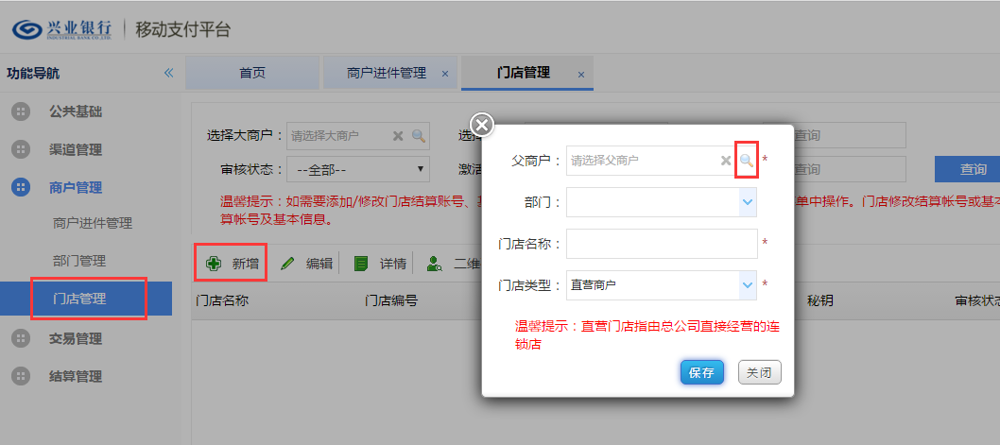 兴业银行 移动支付平台
INDUSTRIAL BANK CO.,LTD.
功能导航 «
首页 商户进件管理 × 门店管理 ×
公共基础
渠道管理
商户管理
商户进件管理
部门管理
门店管理
交易管理
结算管理
选择大商户： 请选择大商户 选
查询
审核状态： --全部-- 激活
查询 查询
温馨提示：如需要添加/修改门店结算账号、基
单中操作。门店修改结算帐号或基本
算帐号及基本信息。
新增 编辑 详情 二维
门店名称 门店编号 秘钥 审核状态
父商户： 请选择父商户 *
部门：
门店名称： *
门店类型： 直营商户 *
温馨提示：直营门店指由总公司直接经营的连
锁店
保存 关闭